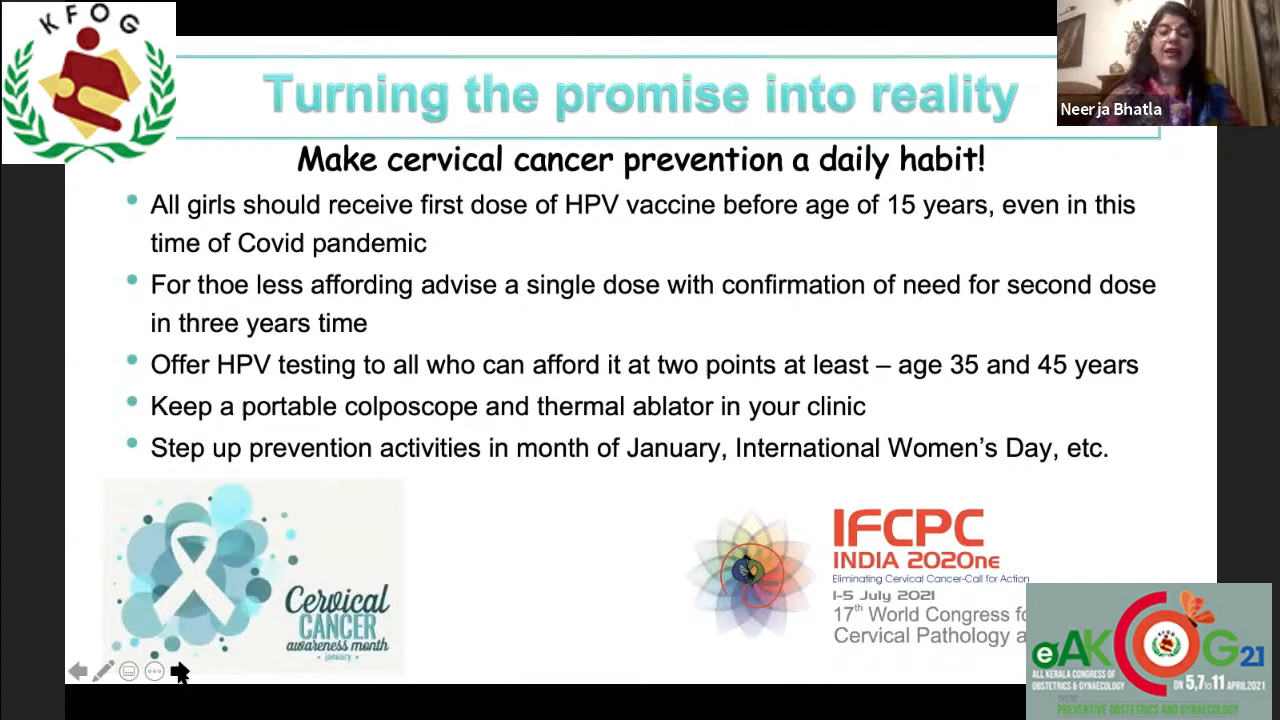 KFOG
Turning the promise into reality
Neerja Bhatla
Make cervical cancer prevention a daily habit!
All girls should receive first dose of HPV vaccine before age of 15 years, even in this
time of Covid pandemic
For thoe less affording advise a single dose with confirmation of need for second dose
in three years time
Offer HPV testing to all who can afford it at two points at least – age 35 and 45 years
Keep a portable colposcope and thermal ablator in your clinic
Step up prevention activities in month of January, International Women's Day, etc.
Cervical
CANCER
awareness month
• january •
IFCPC
INDIA 2020ne
Eliminating Cervical Cancer-Call for Action
1-5 July 2021
17th World Congress fo
Cervical Pathology a
eAKCOG21
ALL KERALA CONGRESS OF
OBSTETRICS & GYNAECOLOGY
ON 5,7 to 11 APRIL2021
THEME
PREVENTIVE OBSTETRICS AND GYNAECOLOGY